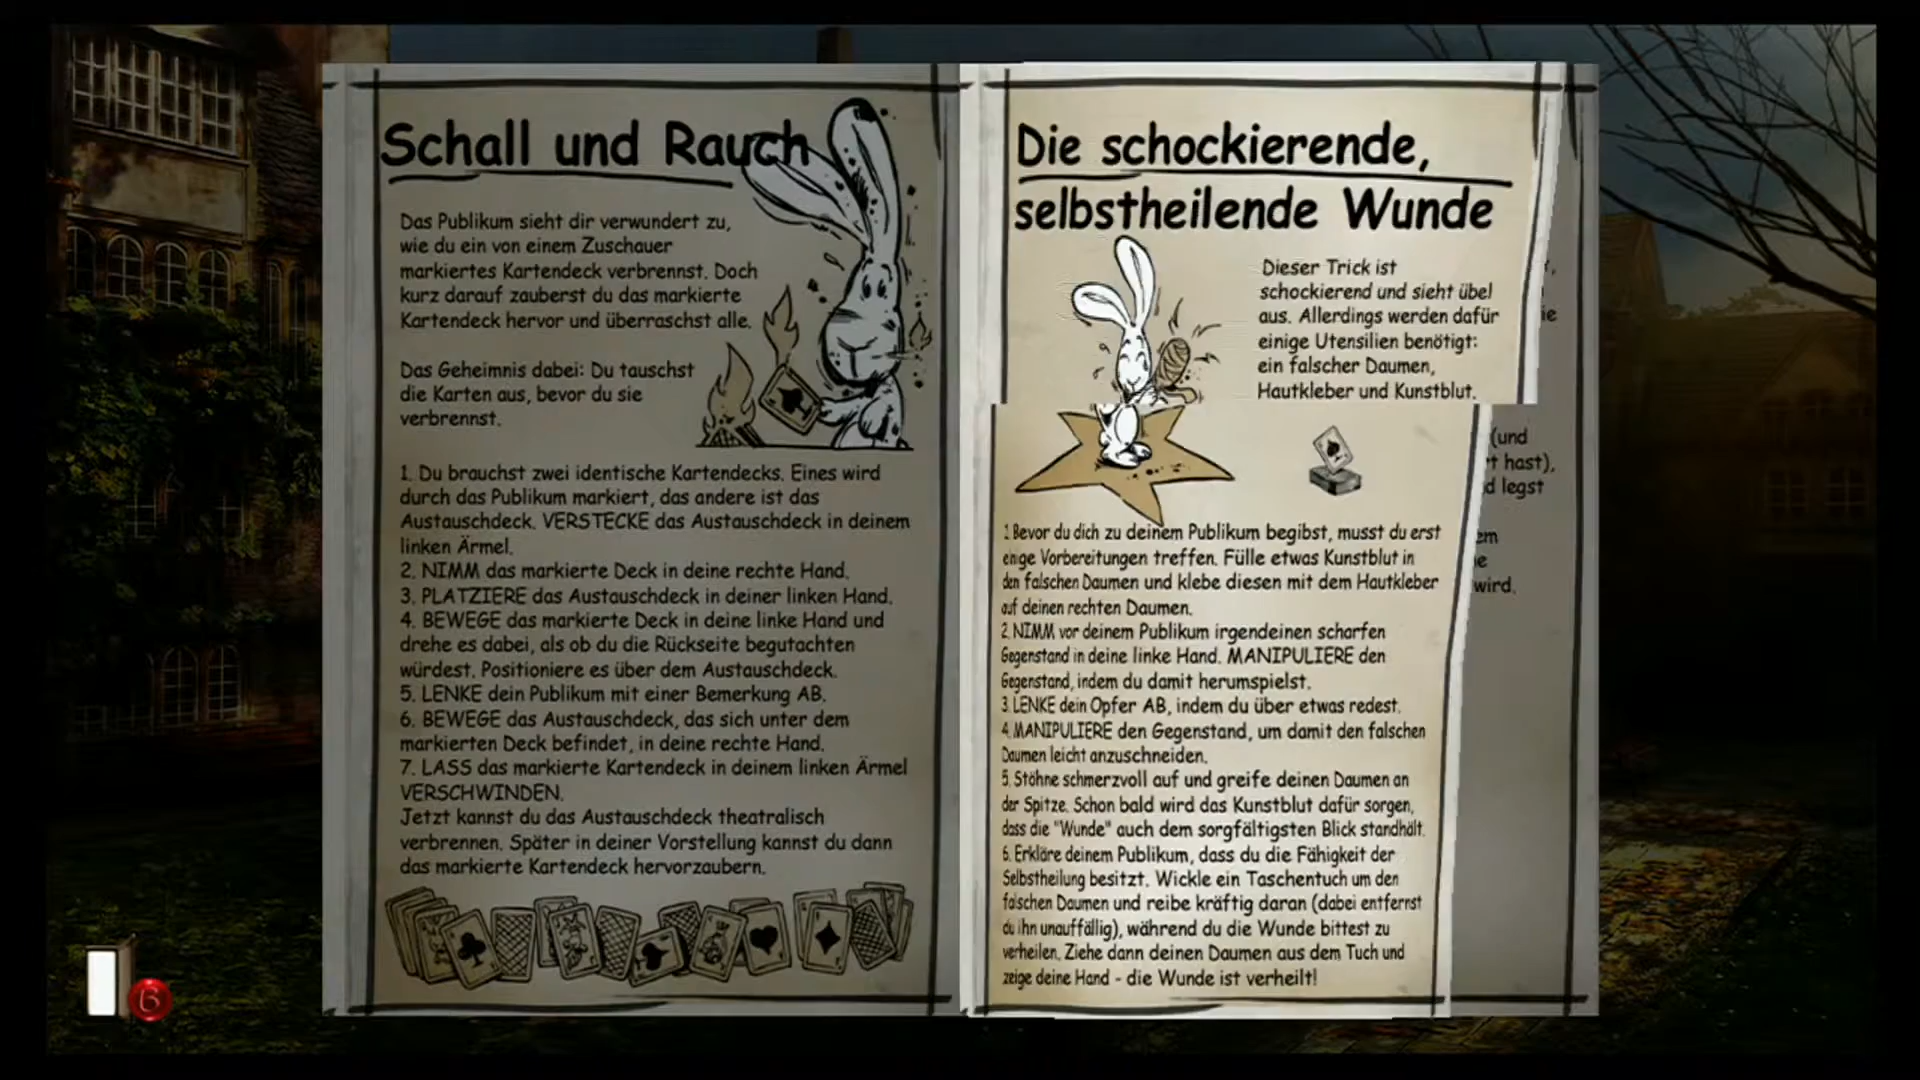 Schall und Rauch
Das Publikum sieht dir verwundert zu,
wie du ein von einem Zuschauer
markiertes Kartendeck verbrennst. Doch
kurz darauf zauberst du das markierte
Kartendeck hervor und überraschst alle.
Das Geheimnis dabei: Du tauschst
die Karten aus, bevor du sie
verbrennst.
1. Du brauchst zwei identische Kartendecks. Eines wird
durch das Publikum markiert, das andere ist das
Austauschdeck. VERSTECKE das Austauschdeck in deinem
linken Ärmel.
2. NIMM das markierte Deck in deine rechte Hand.
3. PLATZIERE das Austauschdeck in deiner linken Hand.
4. BEWEGE das markierte Deck in deine linke Hand und
drehe es dabei, als ob du die Rückseite begutachten
würdest. Positioniere es über dem Austauschdeck.
5. LENKE dein Publikum mit einer Bemerkung AB.
6. BEWEGE das Austauschdeck, das sich unter dem
markierten Deck befindet, in deine rechte Hand.
7. LASS das markierte Kartendeck in deinem linken Ärmel
VERSCHWINDEN.
Jetzt kannst du das Austauschdeck theatralisch
verbrennen. Später in deiner Vorstellung kannst du dann
das markierte Kartendeck hervorzaubern.
Die schockierende,
selbstheilende Wunde
Dieser Trick ist
schockierend und sieht übel
aus. Allerdings werden dafür
einige Utensilien benötigt:
ein falscher Daumen,
Hautkleber und Kunstblut.
1. Bevor du dich zu deinem Publikum begibst, musst du erst
einige Vorbereitungen treffen. Fülle etwas Kunstblut in
den falschen Daumen und klebe diesen mit dem Hautkleber
auf deinen rechten Daumen.
2. NIMM vor deinem Publikum irgendeinen scharfen
Gegenstand in deine linke Hand. MANIPULIERE den
Gegenstand, indem du damit herumspielst.
3. LENKE dein Opfer AB, indem du über etwas redest.
4. MANIPULIERE den Gegenstand, um damit den falschen
Daumen leicht anzuschneiden.
5. Stöhne schmerzvoll auf und greife deinen Daumen an
der Spitze. Schon bald wird das Kunstblut dafür sorgen,
dass die "Wunde" auch dem sorgfältigsten Blick standhält.
6. Erkläre deinem Publikum, dass du die Fähigkeit der
Selbstheilung besitzt. Wickle ein Taschentuch um den
falschen Daumen und reibe kräftig daran (dabei entfernst
du ihn unauffällig), während du die Wunde bittest zu
verheilen. Ziehe dann deinen Daumen aus dem Tuch und
zeige deine Hand - die Wunde ist verheilt!
(und
hast),
legst
wird.
B